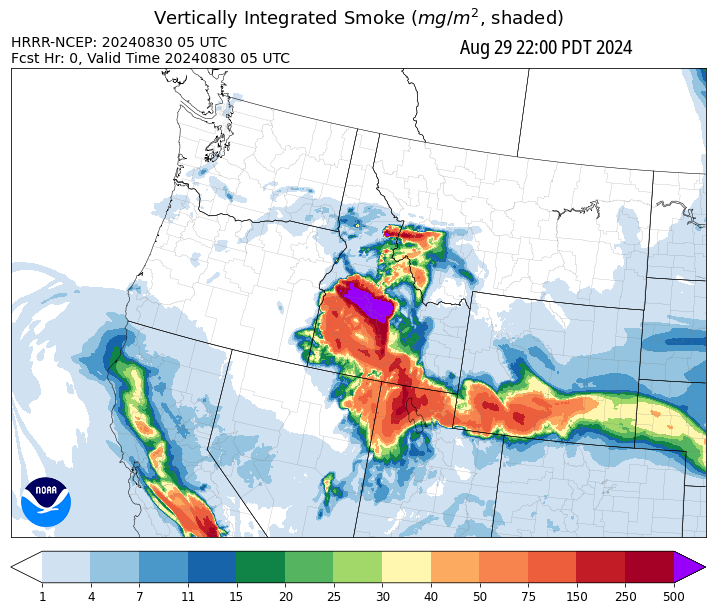 Vertically Integrated Smoke (mg/m², shaded)
HRRR-NCEP: 20240830 05 UTC
Aug 29 22:00 PDT 2024
Fcst Hr: 0, Valid Time 20240830 05 UTC
NOAA
1 4 7 11 15 20 25 30 40 50 75 150 250 500